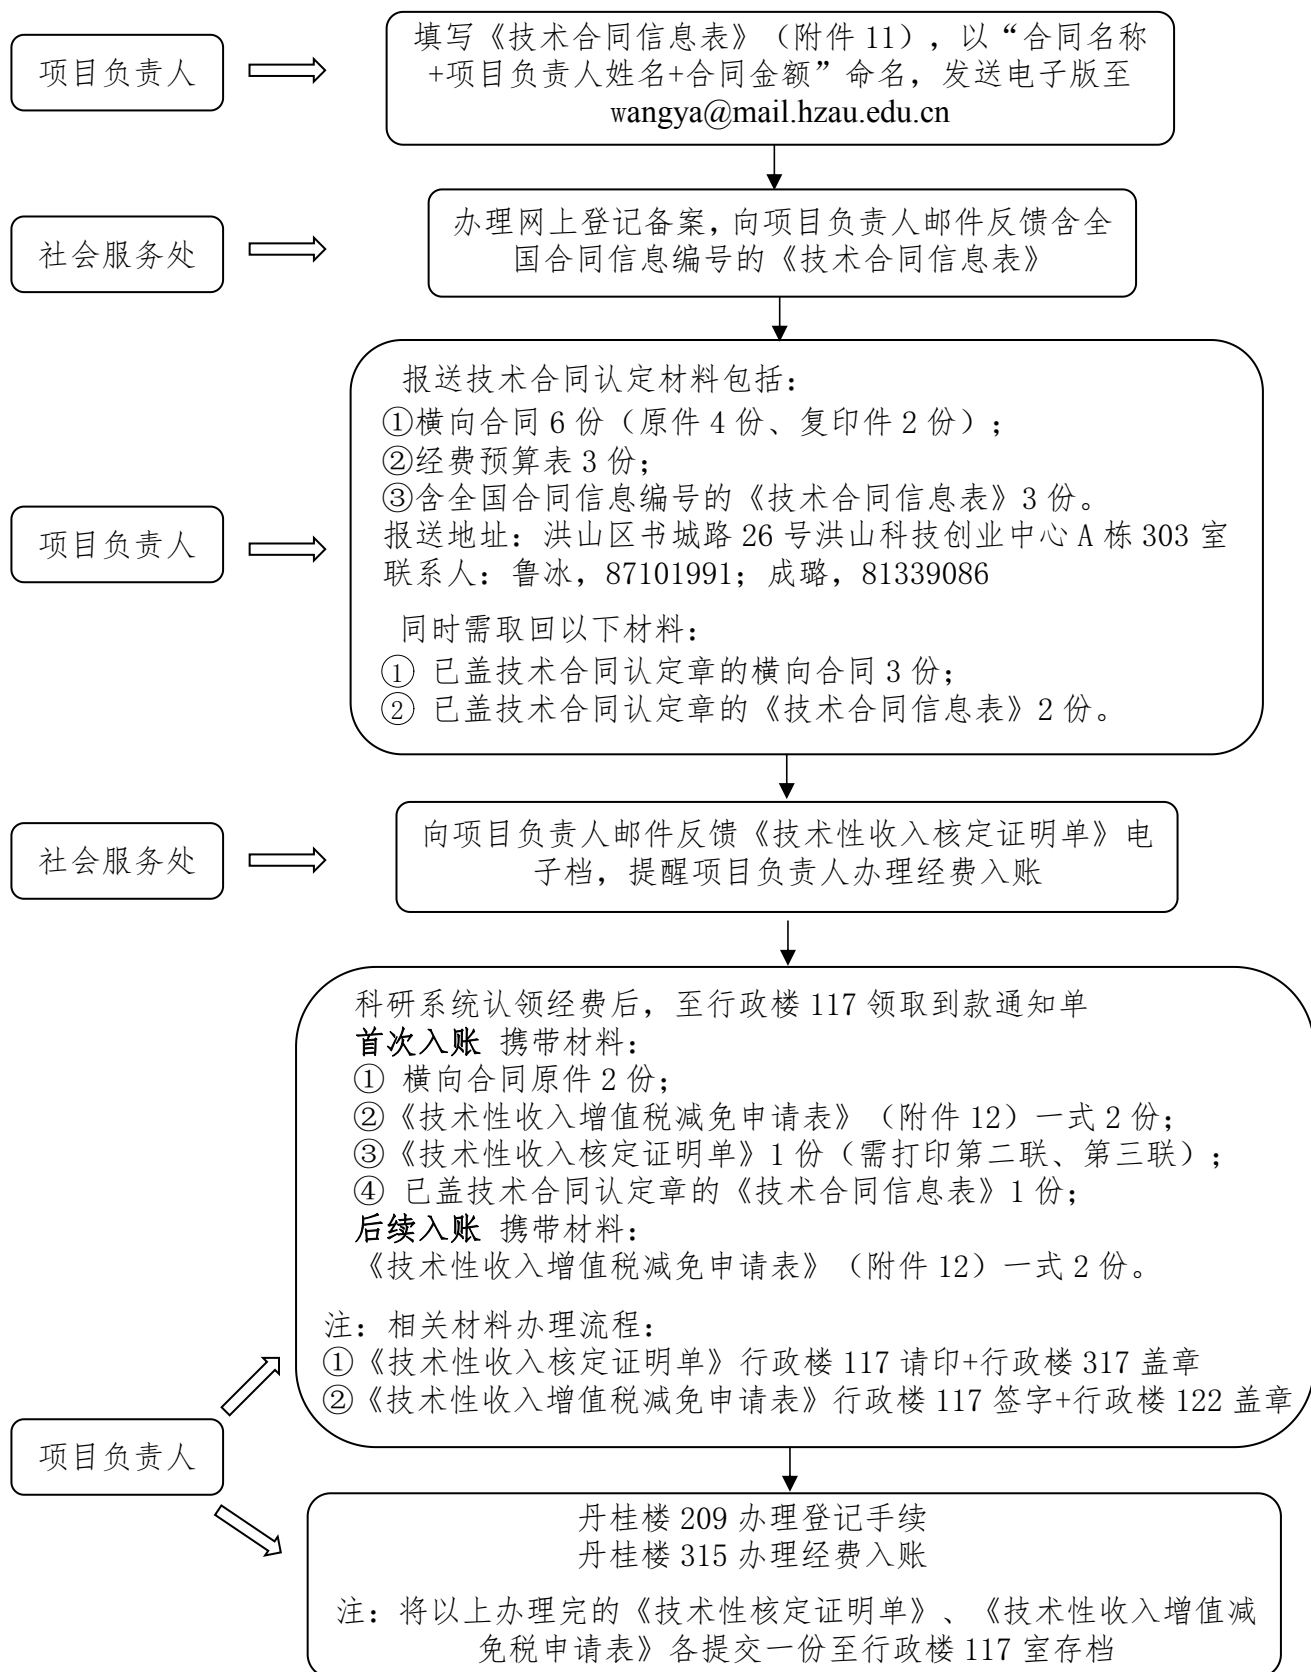 项目负责人
填写《技术合同信息表》（附件 11），以“合同名称
+项目负责人姓名+合同金额”命名，发送电子版至
wangya@mail.hzau.edu.cn
社会服务处
办理网上登记备案，向项目负责人邮件反馈含全
国合同信息编号的《技术合同信息表》
项目负责人
报送技术合同认定材料包括：
①横向合同 6 份（原件 4 份、复印件 2 份）；
②经费预算表 3 份；
③含全国合同信息编号的《技术合同信息表》3 份。
报送地址：洪山区书城路 26 号洪山科技创业中心 A 栋 303 室
联系人：鲁冰，87101991；成璐，81339086
同时需取回以下材料：
① 已盖技术合同认定章的横向合同 3 份；
② 已盖技术合同认定章的《技术合同信息表》2 份。
社会服务处
向项目负责人邮件反馈《技术性收入核定证明单》电
子档，提醒项目负责人办理经费入账
科研系统认领经费后，至行政楼 117 领取到款通知单
首次入账 携带材料：
① 横向合同原件 2 份；
②《技术性收入增值税减免申请表》（附件 12）一式 2 份；
③《技术性收入核定证明单》1 份（需打印第二联、第三联）；
④ 已盖技术合同认定章的《技术合同信息表》1 份；
后续入账 携带材料：
《技术性收入增值税减免申请表》（附件 12）一式 2 份。
注：相关材料办理流程：
①《技术性收入核定证明单》行政楼 117 请印+行政楼 317 盖章
②《技术性收入增值税减免申请表》行政楼 117 签字+行政楼 122 盖章
项目负责人
丹桂楼 209 办理登记手续
丹桂楼 315 办理经费入账
注：将以上办理完的《技术性核定证明单》、《技术性收入增值减
免税申请表》各提交一份至行政楼 117 室存档